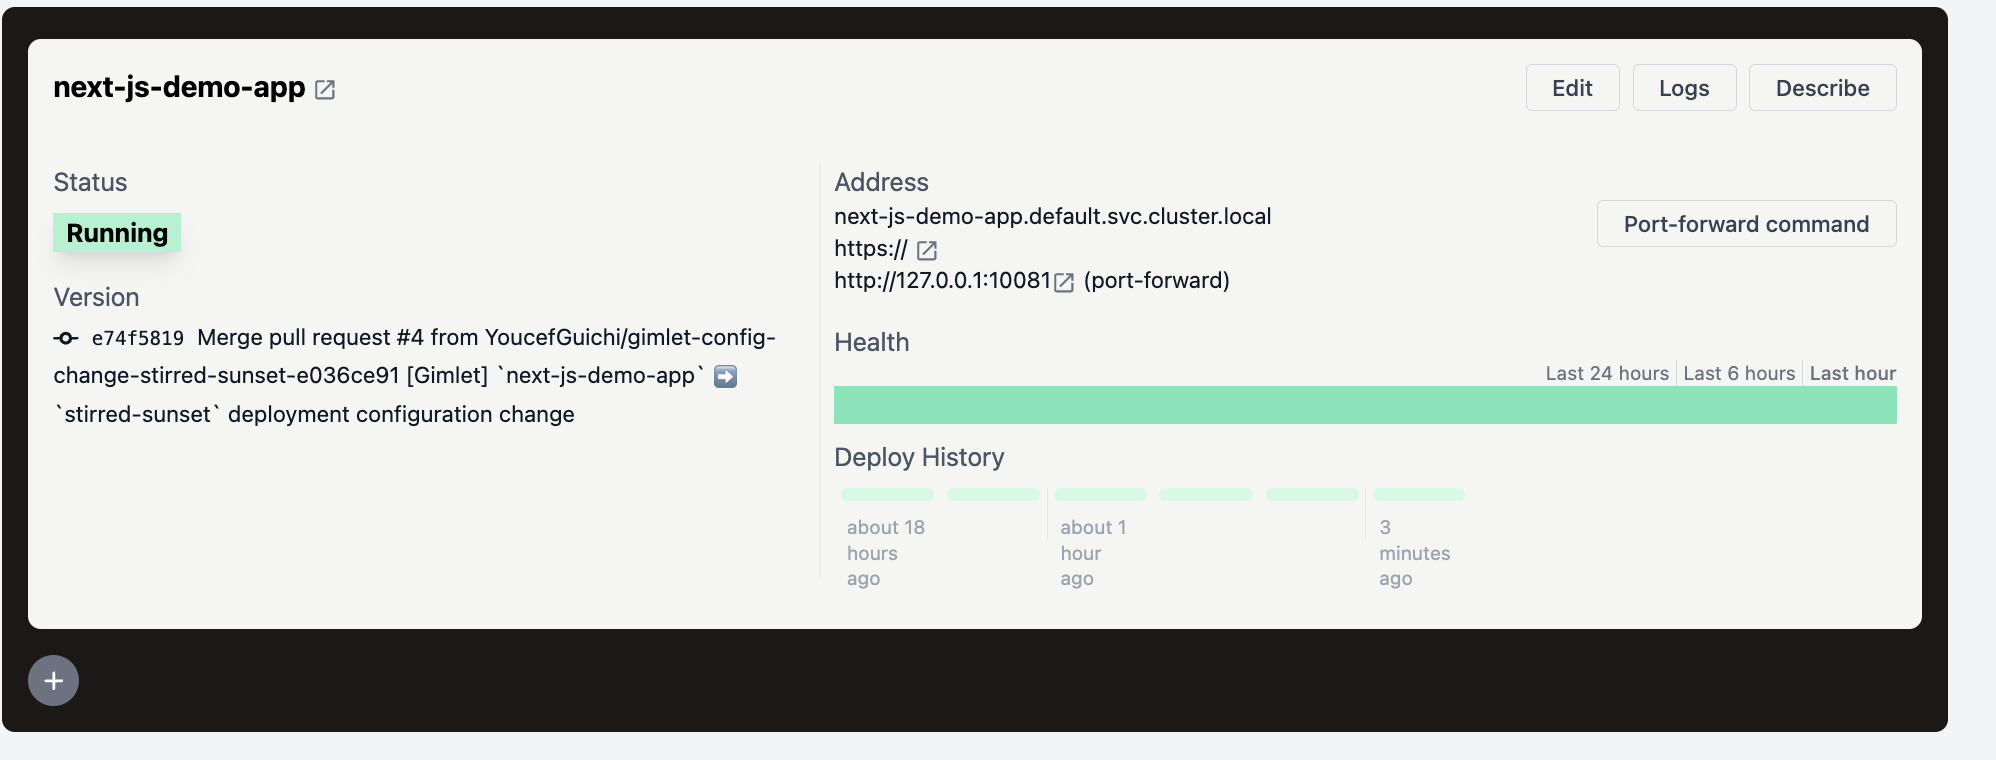 next-js-demo-app
Edit
Logs
Describe
Status
Running
Version
e74f5819 Merge pull request #4 from YoucefGuichi/gimlet-config-
change-stirred-sunset-e036ce91 [Gimlet] `next-js-demo-app` ➡️
`stirred-sunset` deployment configuration change
Address
next-js-demo-app.default.svc.cluster.local
https://
http://127.0.0.1:10081 (port-forward)
Port-forward command
Health
Last 24 hours
Last 6 hours
Last hour
Deploy History
about 18
hours
ago
about 1
hour
ago
3
minutes
ago